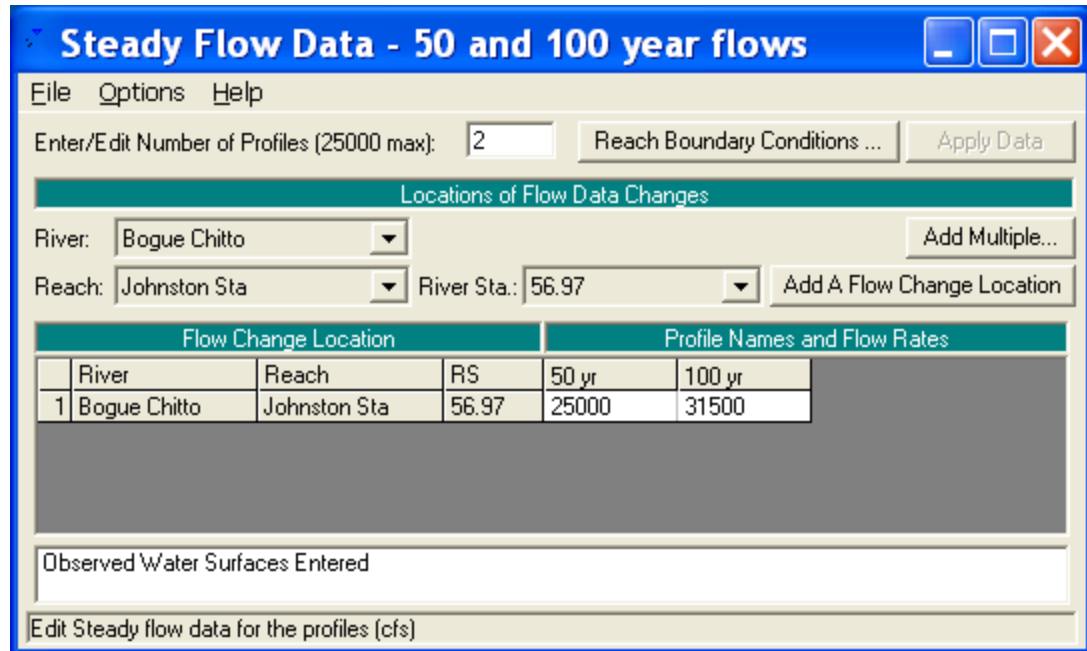 Steady Flow Data - 50 and 100 year flows
File Options Help
Enter/Edit Number of Profiles (25000 max): 2 Reach Boundary Conditions ... Apply Data
Locations of Flow Data Changes
River: Bogue Chitto Add Multiple...
Reach: Johnston Sta River Sta.: 56.97 Add A Flow Change Location
Flow Change Location Profile Names and Flow Rates
River Reach RS 50 yr 100 yr
1 Bogue Chitto Johnston Sta 56.97 25000 31500
Observed Water Surfaces Entered
Edit Steady flow data for the profiles (cfs)